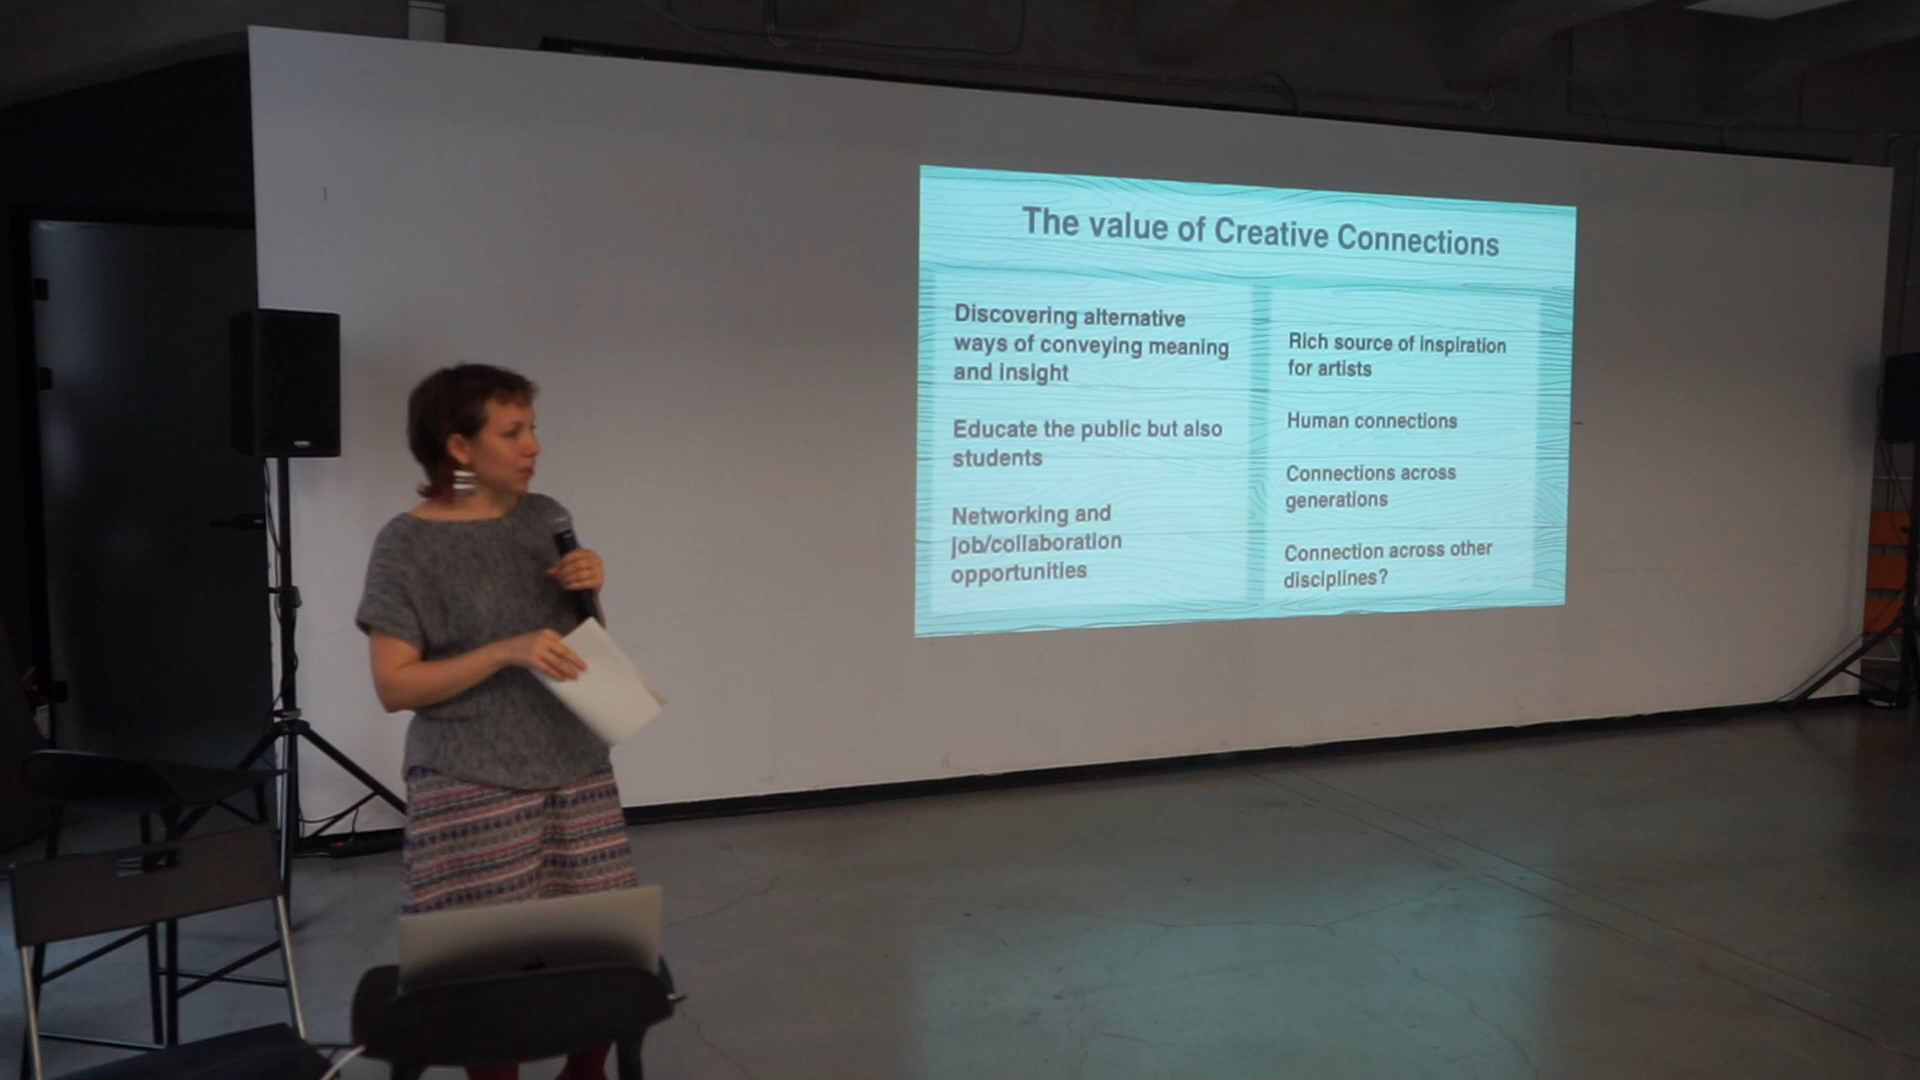 The value of Creative Connections
Discovering alternative
ways of conveying meaning
and insight
Educate the public but also
students
Networking and
job/collaboration
opportunities
Rich source of inspiration
for artists
Human connections
Connections across
generations
Connection across other
disciplines?